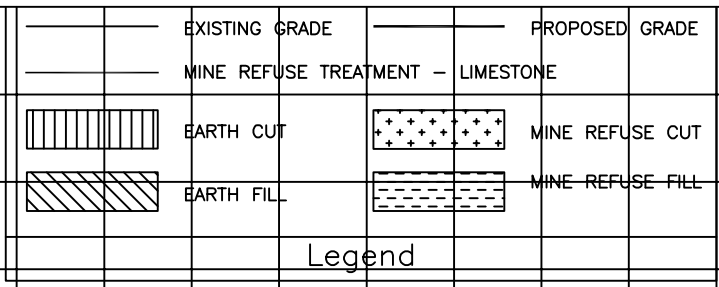 EXISTING GRADE PROPOSED GRADE
MINE REFUSE TREATMENT – LIMESTONE
EARTH CUT MINE REFUSE CUT
EARTH FILL MINE REFUSE FILL
Legend